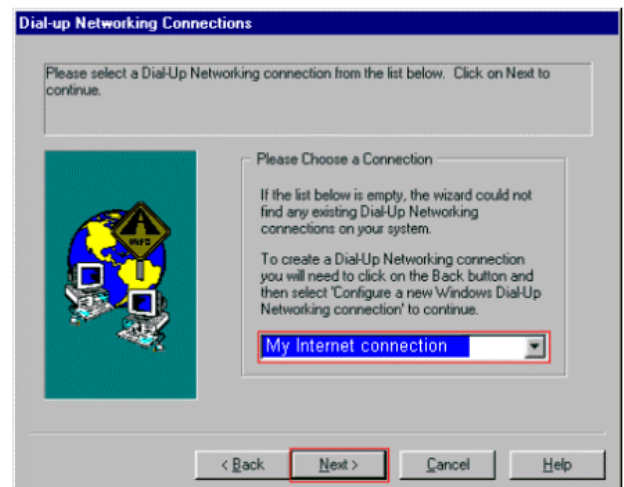 Dial-up Networking Connections
Please select a Dial-Up Networking connection from the list below. Click on Next to
continue.
Please Choose a Connection
If the list below is empty, the wizard could not
find any existing Dial-Up Networking
connections on your system.
To create a Dial-Up Networking connection
you will need to click on the Back button and
then select 'Configure a new Windows Dial-Up
Networking connection' to continue.
INFO
My Internet connection
< Back
Next >
Cancel
Help